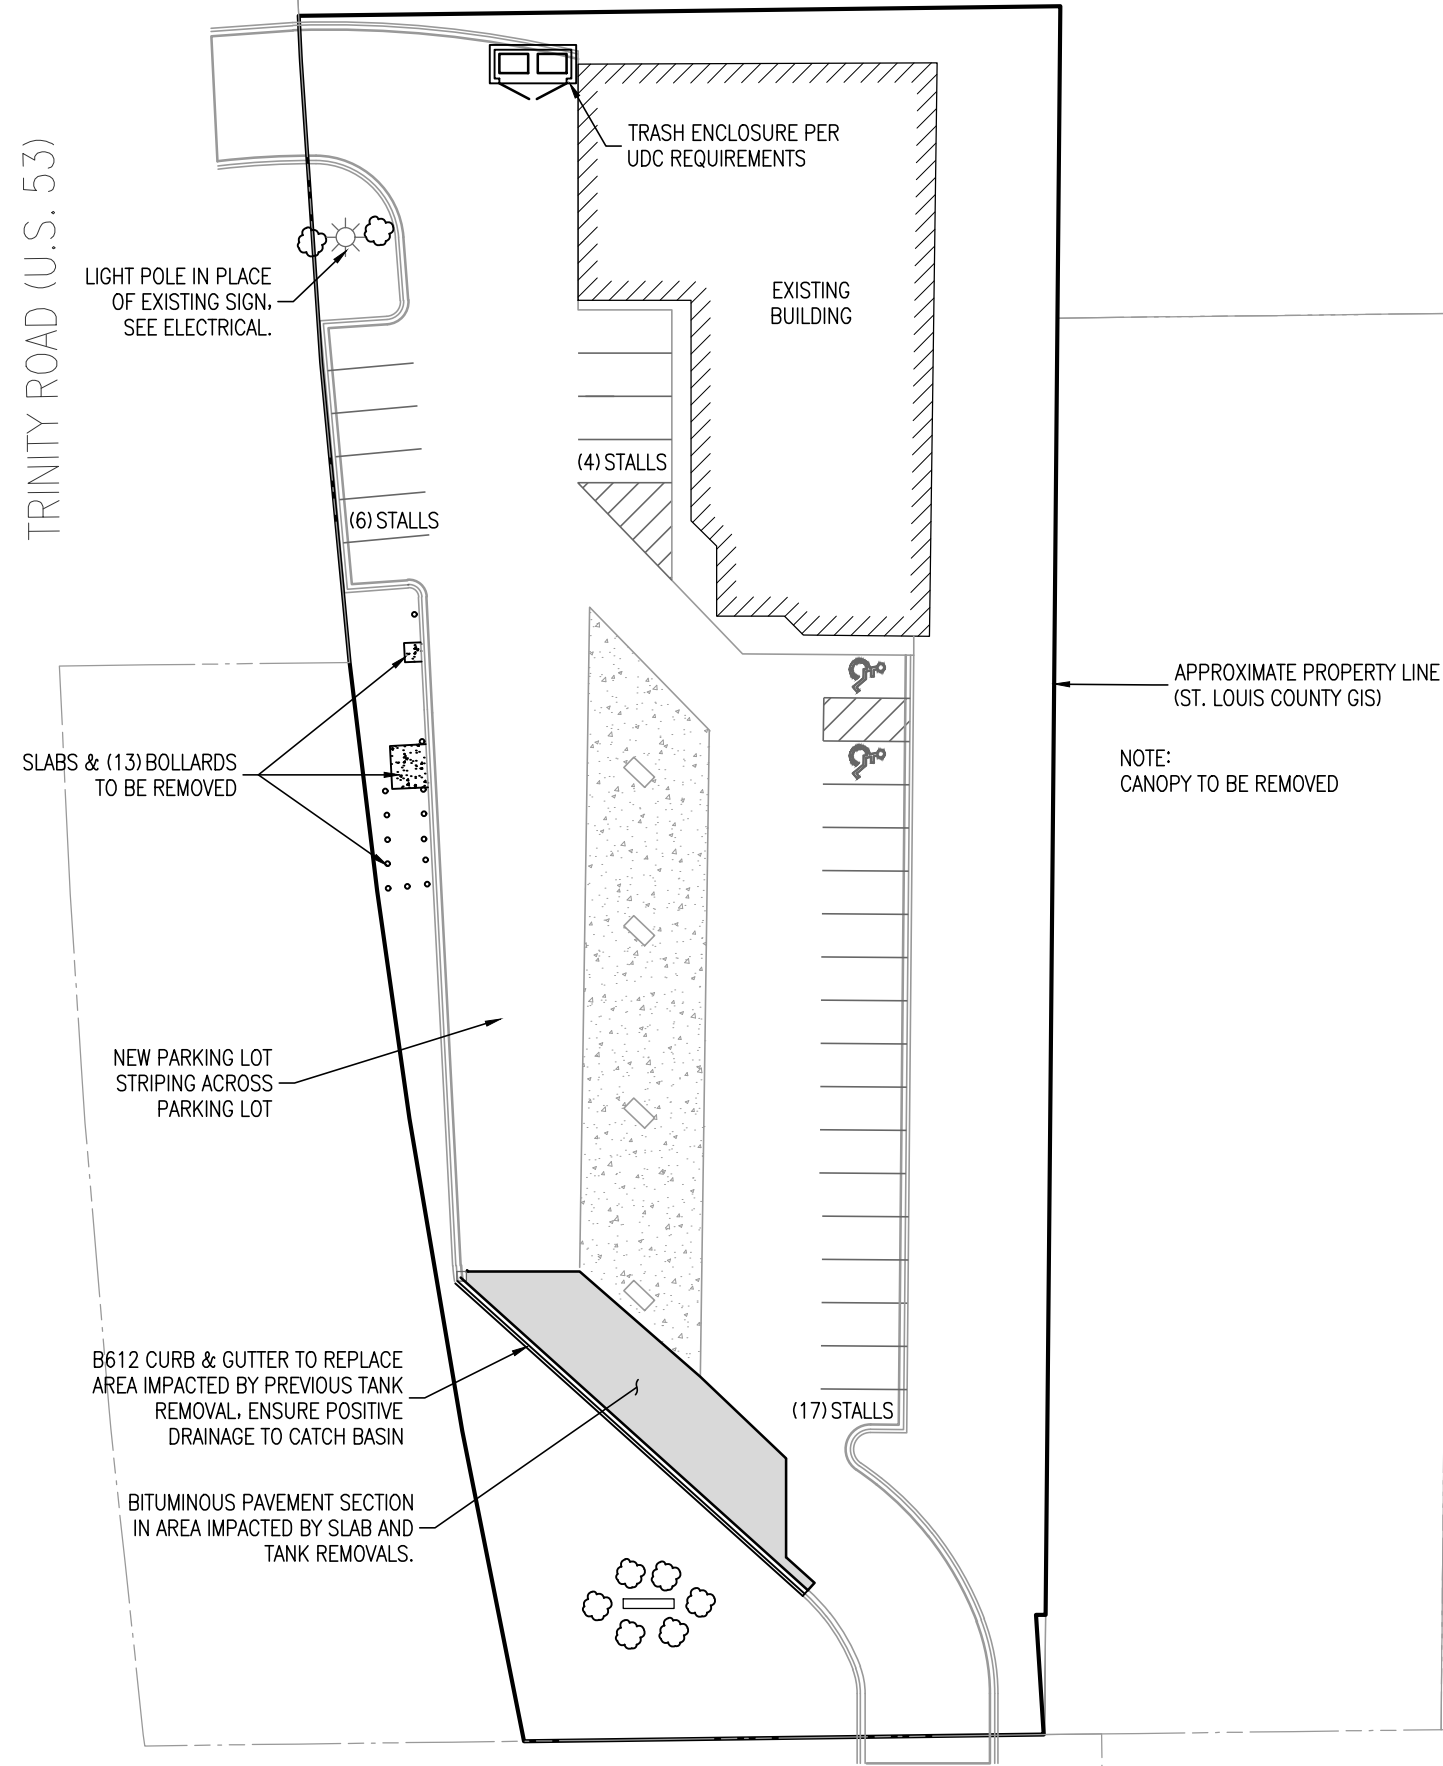 TRINITY ROAD (U.S. 53)
TRASH ENCLOSURE PER
UDC REQUIREMENTS
LIGHT POLE IN PLACE
OF EXISTING SIGN,
SEE ELECTRICAL.
EXISTING
BUILDING
(4) STALLS
(6) STALLS
APPROXIMATE PROPERTY LINE
(ST. LOUIS COUNTY GIS)
NOTE:
CANOPY TO BE REMOVED
SLABS & (13) BOLLARDS
TO BE REMOVED
NEW PARKING LOT
STRIPING ACROSS
PARKING LOT
B612 CURB & GUTTER TO REPLACE
AREA IMPACTED BY PREVIOUS TANK
REMOVAL, ENSURE POSITIVE
DRAINAGE TO CATCH BASIN
(17) STALLS
BITUMINOUS PAVEMENT SECTION
IN AREA IMPACTED BY SLAB AND
TANK REMOVALS.